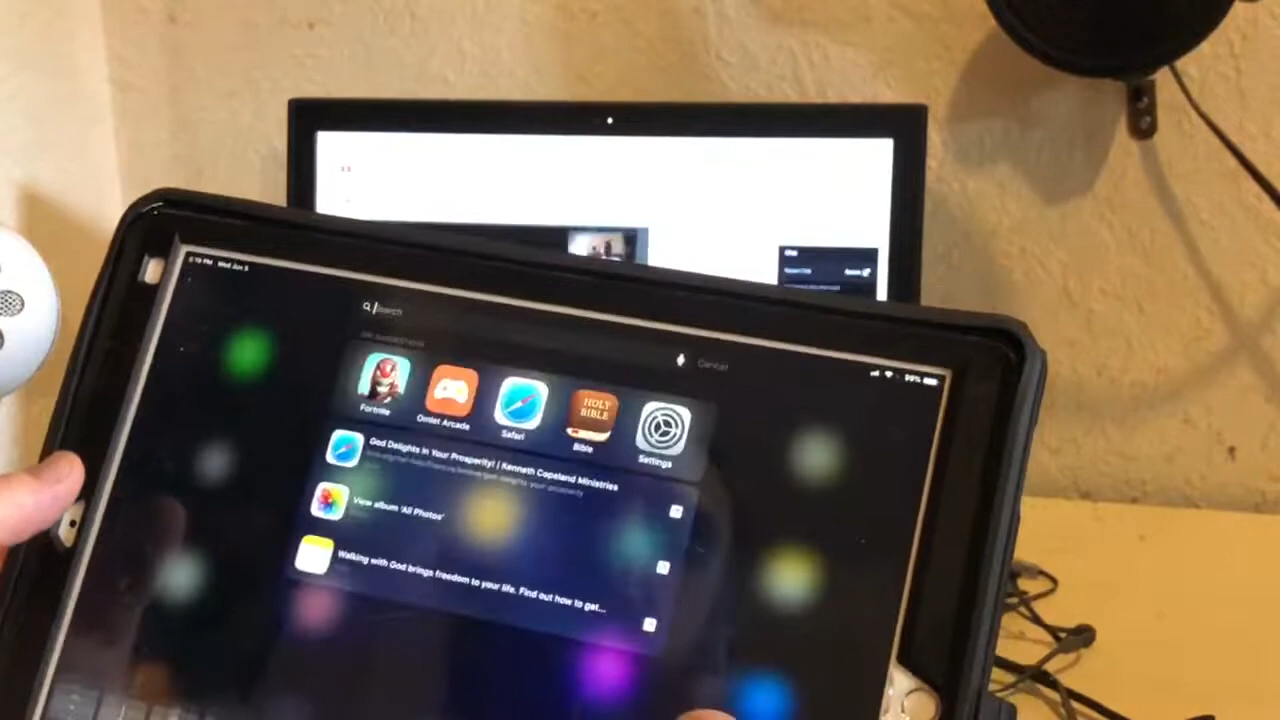 Search
Cancel
99%
Fortnite
Omlet Arcade
Safari
HOLY
BIBLE
Bible
Settings
God Delights in Your Prosperity! | Kenneth Copeland Ministries
View album 'All Photos'
Walking with God brings freedom to your life. Find out how to get...